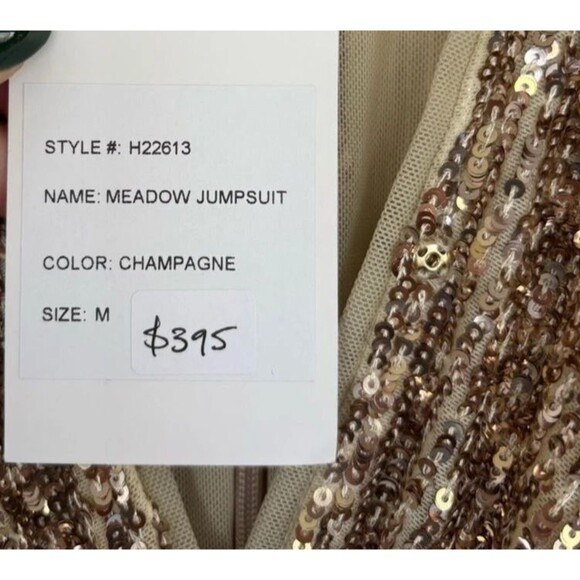 STYLE #: H22613
NAME: MEADOW JUMPSUIT
COLOR: CHAMPAGNE
SIZE: M
$395